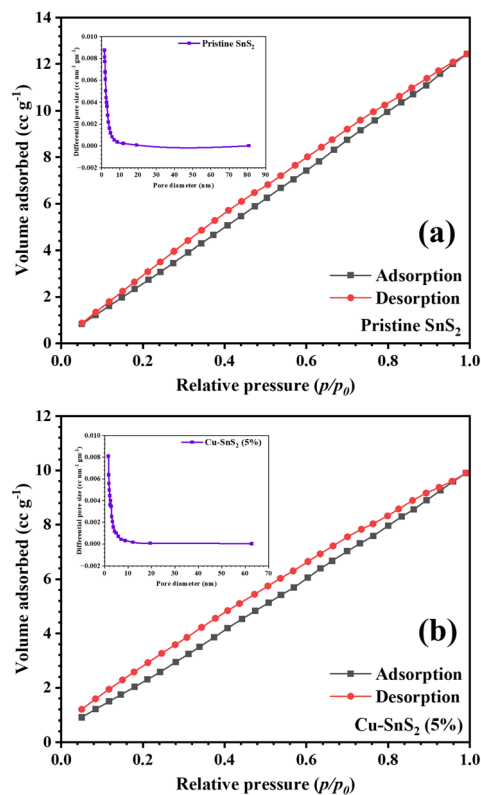 14
12
10
8
6
4
2
0
Volume adsorbed (cc g⁻¹)
0.010
0.008
0.006
0.004
0.002
0.000
−0.002
Differential pore size (cc nm⁻¹ gm⁻¹)
Pristine SnS₂
0 10 20 30 40 50 60 70 80 90
Pore diameter (nm)
(a)
Adsorption
Desorption
Pristine SnS₂
0.0 0.2 0.4 0.6 0.8 1.0
Relative pressure (p/p₀)
12
10
8
6
4
2
0
Volume adsorbed (cc g⁻¹)
0.010
0.008
0.006
0.004
0.002
0.000
−0.002
Differential pore size (cc nm⁻¹ gm⁻¹)
Cu-SnS₂ (5%)
0 10 20 30 40 50 60 70
Pore diameter (nm)
(b)
Adsorption
Desorption
Cu-SnS₂ (5%)
0.0 0.2 0.4 0.6 0.8 1.0
Relative pressure (p/p₀)